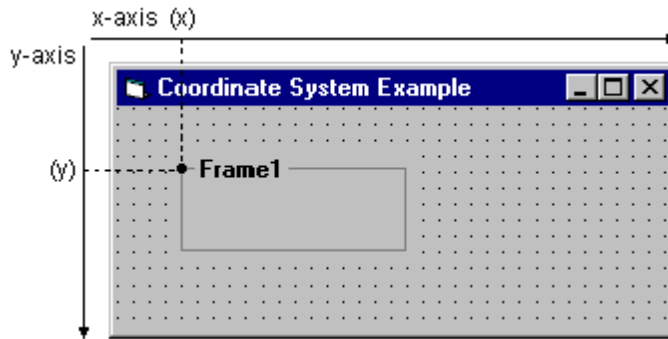 x-axis (x)
y-axis
Coordinate System Example
(y)
Frame1